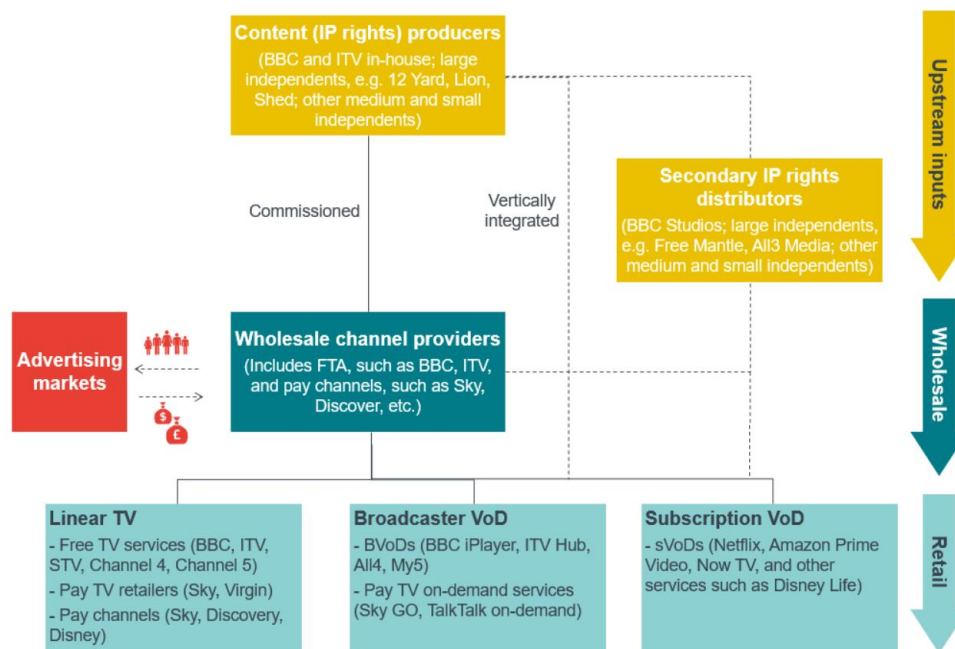 Content (IP rights) producers
(BBC and ITV in-house; large
independents, e.g. 12 Yard, Lion,
Shed; other medium and small
independents)
Upstream inputs
Secondary IP rights
distributors
(BBC Studios; large independents,
e.g. Free Mantle, All3 Media; other
medium and small independents)
Commissioned
Vertically
integrated
Advertising
markets
$
£
Wholesale channel providers
(Includes FTA, such as BBC, ITV,
and pay channels, such as Sky,
Discover, etc.)
Wholesale
Linear TV
- Free TV services (BBC, ITV,
STV, Channel 4, Channel 5)
- Pay TV retailers (Sky, Virgin)
- Pay channels (Sky, Discovery,
Disney)
Broadcaster VoD
- BVoDs (BBC iPlayer, ITV Hub,
All4, My5)
- Pay TV on-demand services
(Sky GO, TalkTalk on-demand)
Subscription VoD
- sVoDs (Netflix, Amazon Prime
Video, Now TV, and other
services such as Disney Life)
Retail